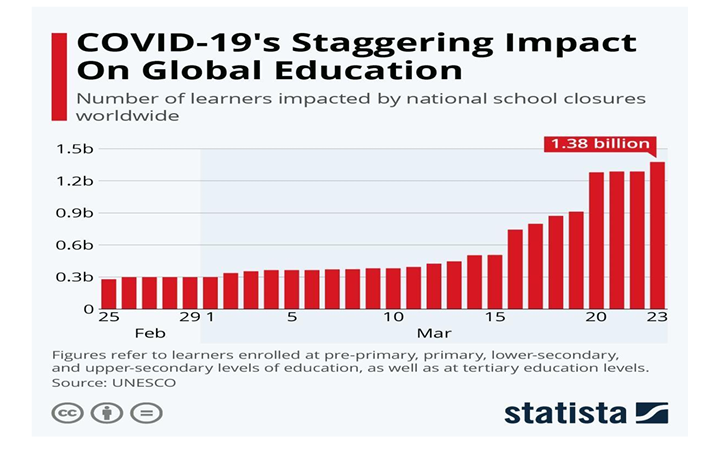 COVID-19's Staggering Impact
On Global Education
Number of learners impacted by national school closures
worldwide
1.38 billion
1.5b
1.2b
0.9b
0.6b
0.3b
0
25 29 1 5 10 15 20 23
Feb Mar
Figures refer to learners enrolled at pre-primary, primary, lower-secondary,
and upper-secondary levels of education, as well as at tertiary education levels.
Source: UNESCO
cc
statista